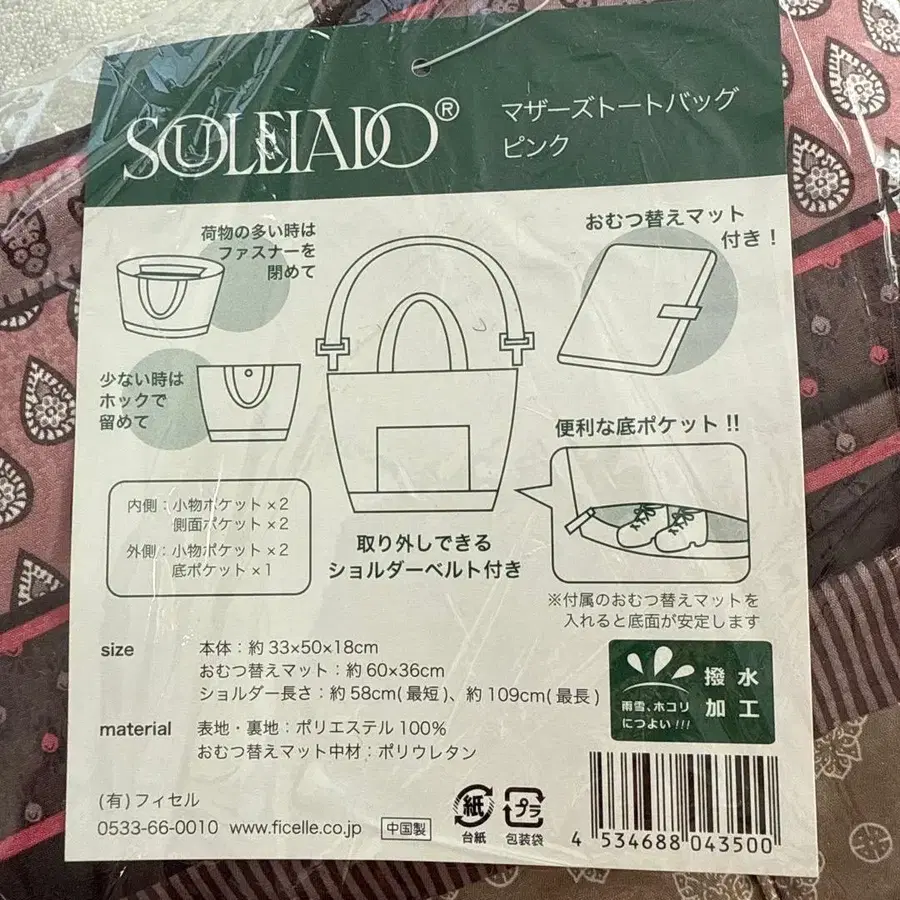 SOULEIADO®
マザーズトートバッグ
ピンク
荷物の多い時は
ファスナーを
閉めて
おむつ替えマット
付き！
少ない時は
ホックで
留めて
便利な底ポケット!!
内側：小物ポケット×2
側面ポケット×2
外側：小物ポケット×2
底ポケット×1
取り外しできる
ショルダーベルト付き
※付属のおむつ替えマットを
入れると底面が安定します
size
本体：約 33×50×18cm
おむつ替えマット：約 60×36cm
ショルダー長さ：約 58cm(最短)、約 109cm(最長)
撥水
加工
雨雪、ホコリ
につよい!!!
material
表地・裏地：ポリエステル 100%
おむつ替えマット中材：ポリウレタン
(有)フィセル
0533-66-0010 www.ficelle.co.jp 中国製
紙
台紙
プラ
包装袋
4 534688 043500